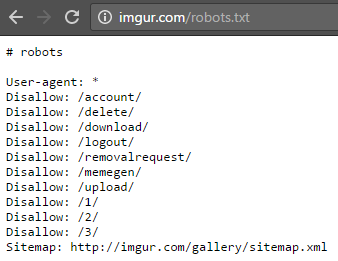 imgur.com/robots.txt
# robots
User-agent: *
Disallow: /account/
Disallow: /delete/
Disallow: /download/
Disallow: /logout/
Disallow: /removalrequest/
Disallow: /memegen/
Disallow: /upload/
Disallow: /1/
Disallow: /2/
Disallow: /3/
Sitemap: http://imgur.com/gallery/sitemap.xml